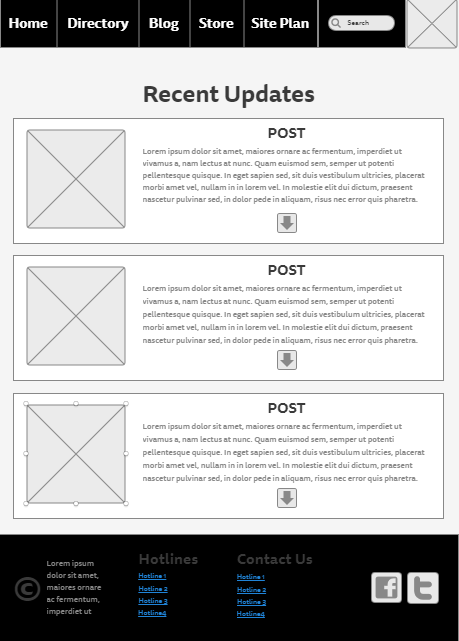 Home Directory Blog Store Site Plan Search
Recent Updates
POST
Lorem ipsum dolor sit amet, maiores ornare ac fermentum, imperdiet ut
vivamus a, nam lectus at nunc. Quam euismod sem, semper ut potenti
pellentesque quisque. In eget sapien sed, sit duis vestibulum ultricies, placerat
morbi amet vel, nullam in in lorem vel. In molestie elit dui dictum, praesent
nascetur pulvinar sed, in dolor pede in aliquam, risus nec error quis pharetra.
POST
Lorem ipsum dolor sit amet, maiores ornare ac fermentum, imperdiet ut
vivamus a, nam lectus at nunc. Quam euismod sem, semper ut potenti
pellentesque quisque. In eget sapien sed, sit duis vestibulum ultricies, placerat
morbi amet vel, nullam in in lorem vel. In molestie elit dui dictum, praesent
nascetur pulvinar sed, in dolor pede in aliquam, risus nec error quis pharetra.
POST
Lorem ipsum dolor sit amet, maiores ornare ac fermentum, imperdiet ut
vivamus a, nam lectus at nunc. Quam euismod sem, semper ut potenti
pellentesque quisque. In eget sapien sed, sit duis vestibulum ultricies, placerat
morbi amet vel, nullam in in lorem vel. In molestie elit dui dictum, praesent
nascetur pulvinar sed, in dolor pede in aliquam, risus nec error quis pharetra.
©
Lorem ipsum
dolor sit amet,
maiores ornare
ac fermentum,
imperdiet ut
Hotlines
Hotline 1
Hotline 2
Hotline 3
Hotline4
Contact Us
Hotline 1
Hotline 2
Hotline 3
Hotline4
f t